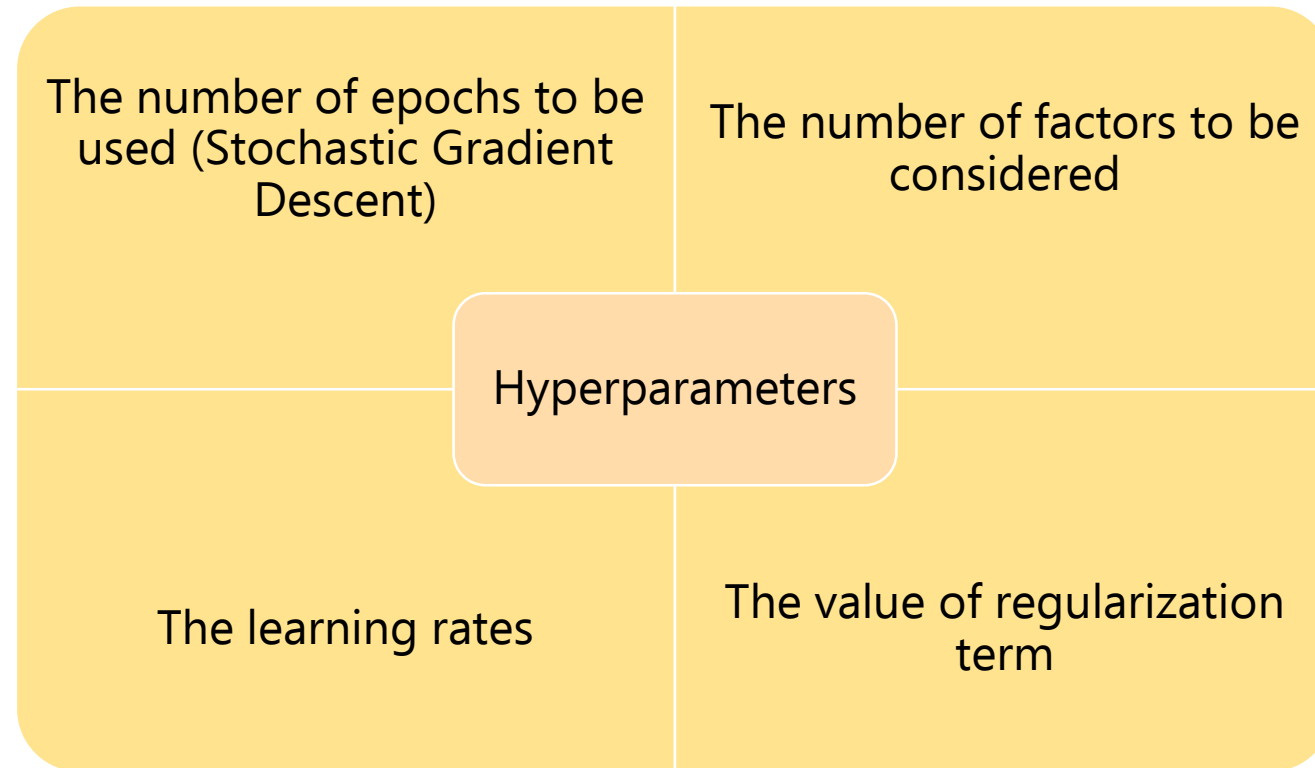 The number of epochs to be
used (Stochastic Gradient
Descent)
The number of factors to be
considered
Hyperparameters
The learning rates
The value of regularization
term